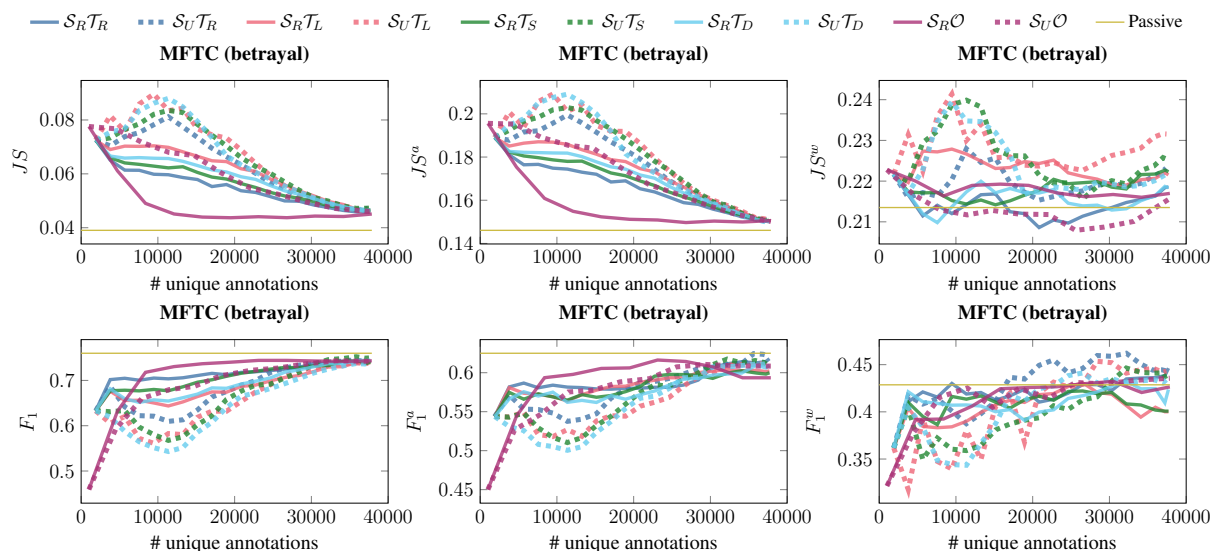 S_R T_R S_U T_R S_R T_L S_U T_L S_R T_S S_U T_S S_R T_D S_U T_D S_R O S_U O Passive
MFTC (betrayal) MFTC (betrayal) MFTC (betrayal)
JS
0.08
0.06
0.04
0 10000 20000 30000 40000
# unique annotations
JS^a
0.2
0.18
0.16
0.14
0 10000 20000 30000 40000
# unique annotations
JS^w
0.24
0.23
0.22
0.21
0 10000 20000 30000 40000
# unique annotations
MFTC (betrayal) MFTC (betrayal) MFTC (betrayal)
F_1
0.7
0.6
0.5
0 10000 20000 30000 40000
# unique annotations
F_1^a
0.6
0.55
0.5
0.45
0 10000 20000 30000 40000
# unique annotations
F_1^w
0.45
0.4
0.35
0 10000 20000 30000 40000
# unique annotations